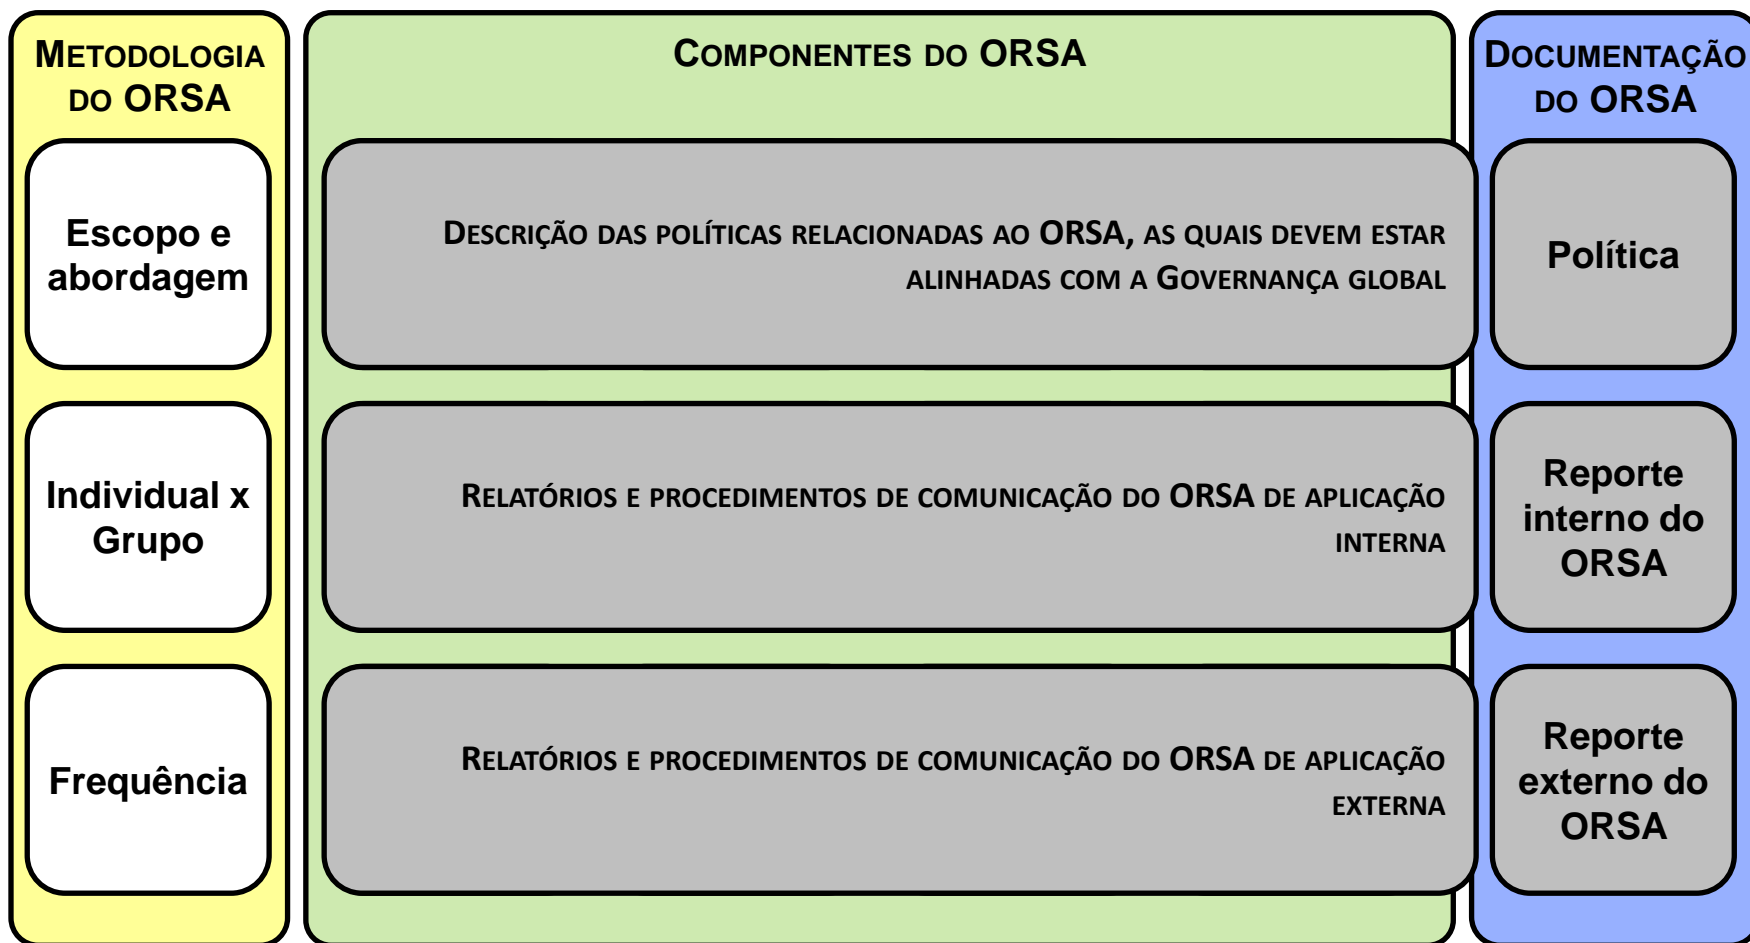 METODOLOGIA
DO ORSA
Escopo e
abordagem
Individual x
Grupo
Frequência
COMPONENTES DO ORSA
DESCRIÇÃO DAS POLÍTICAS RELACIONADAS AO ORSA, AS QUAIS DEVEM ESTAR
ALINHADAS COM A GOVERNANÇA GLOBAL
RELATÓRIOS E PROCEDIMENTOS DE COMUNICAÇÃO DO ORSA DE APLICAÇÃO
INTERNA
RELATÓRIOS E PROCEDIMENTOS DE COMUNICAÇÃO DO ORSA DE APLICAÇÃO
EXTERNA
DOCUMENTAÇÃO
DO ORSA
Política
Reporte
interno do
ORSA
Reporte
externo do
ORSA